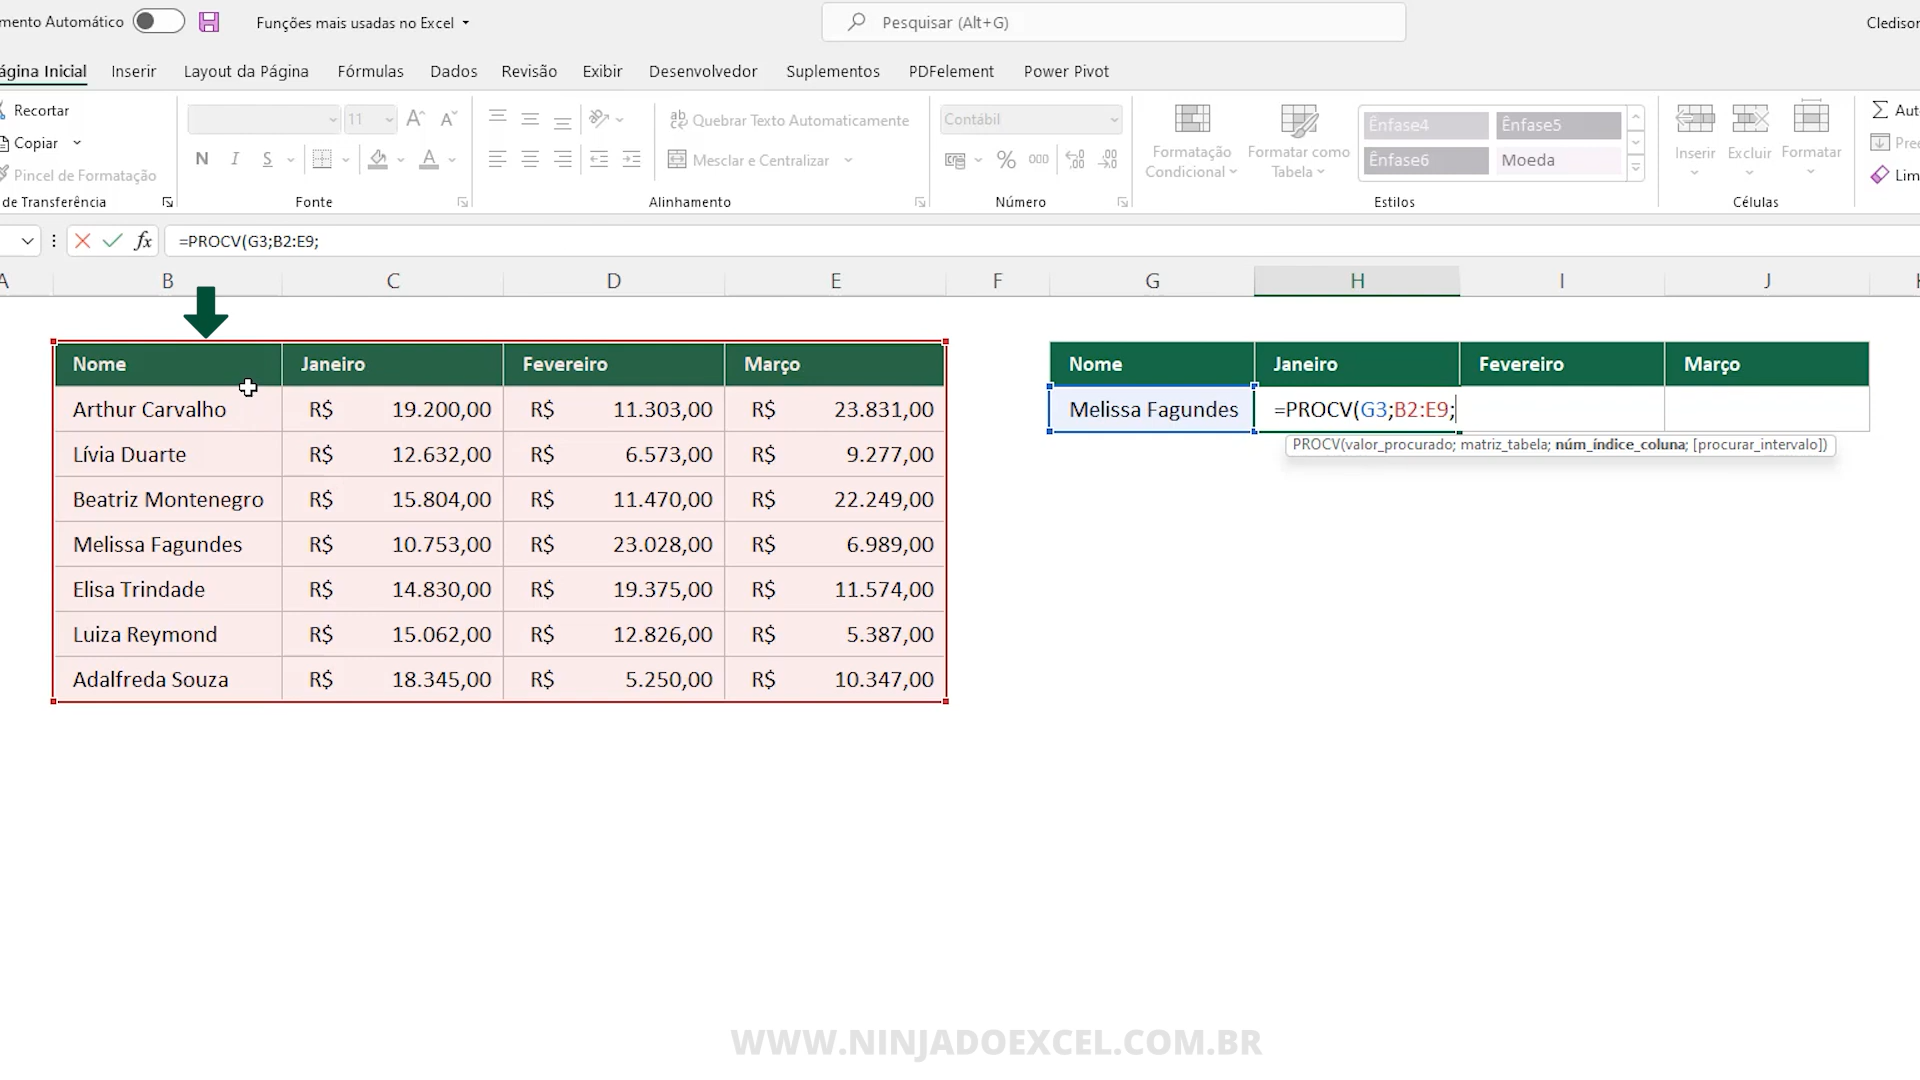 mento Automático
Funções mais usadas no Excel
Pesquisar (Alt+G)
Cledison
ágina Inicial Inserir Layout da Página Fórmulas Dados Revisão Exibir Desenvolvedor Suplementos PDFelement Power Pivot
Recortar
Copiar
Pincel de Formatação
de Transferência
11
N I S
Fonte
Quebrar Texto Automaticamente
Mesclar e Centralizar
Alinhamento
Contábil
% 000
Número
Formatação Condicional
Formatar como Tabela
Ênfase4 Ênfase5
Ênfase6 Moeda
Estilos
Inserir Excluir Formatar
Células
Aut
Pree
Lim
fx =PROCV(G3;B2:E9;
A B C D E F G H I J K
Nome Janeiro Fevereiro Março
Arthur Carvalho R$ 19.200,00 R$ 11.303,00 R$ 23.831,00
Lívia Duarte R$ 12.632,00 R$ 6.573,00 R$ 9.277,00
Beatriz Montenegro R$ 15.804,00 R$ 11.470,00 R$ 22.249,00
Melissa Fagundes R$ 10.753,00 R$ 23.028,00 R$ 6.989,00
Elisa Trindade R$ 14.830,00 R$ 19.375,00 R$ 11.574,00
Luiza Reymond R$ 15.062,00 R$ 12.826,00 R$ 5.387,00
Adalfreda Souza R$ 18.345,00 R$ 5.250,00 R$ 10.347,00
Nome Janeiro Fevereiro Março
Melissa Fagundes =PROCV(G3;B2:E9;
PROCV(valor_procurado; matriz_tabela; núm_índice_coluna; [procurar_intervalo])
WWW.NINJADOEXCEL.COM.BR